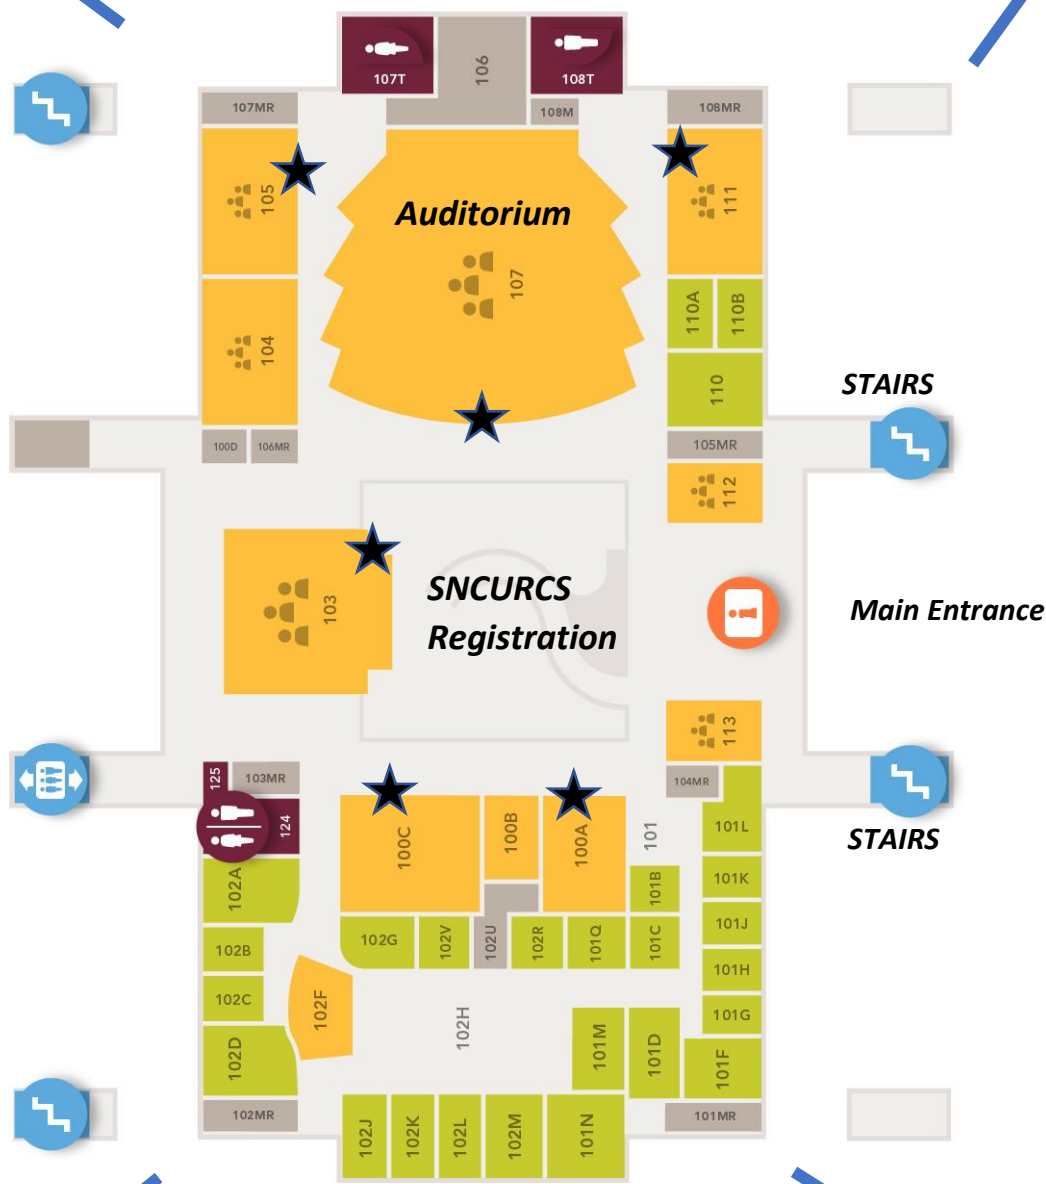 107T
106
108T
107MR
108M
108MR
105
Auditorium
111
107
104
110A
110B
110
STAIRS
100D
106MR
105MR
112
103
SNCURCS
Registration
Main Entrance
113
125
103MR
104MR
124
100C
100B
100A
101
101L
STAIRS
102A
101B
101K
102G
102V
102U
102R
101Q
101C
101J
102B
102C
102F
102H
101H
101G
102D
101M
101D
101F
102MR
101MR
102J
102K
102L
102M
101N